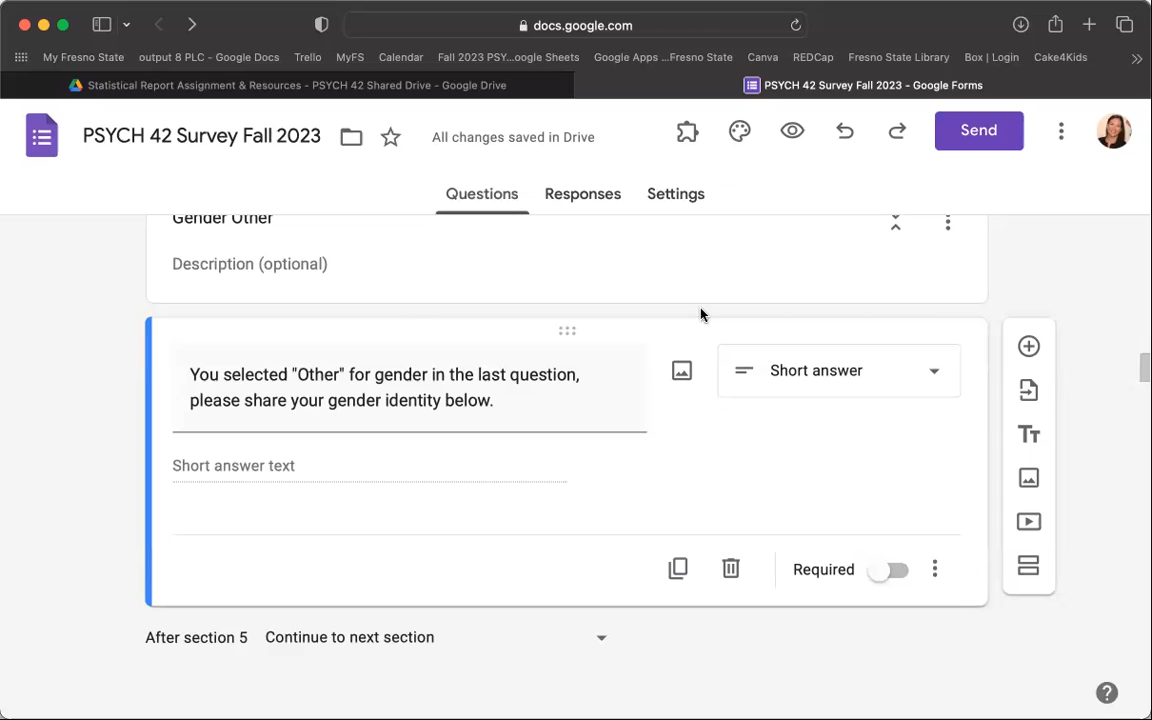 docs.google.com
My Fresno State output 8 PLC - Google Docs Trello MyFS Calendar Fall 2023 PSY...oogle Sheets Google Apps ...Fresno State Canva REDCap Fresno State Library Box | Login Cake4Kids
Statistical Report Assignment & Resources - PSYCH 42 Shared Drive - Google Drive
PSYCH 42 Survey Fall 2023 - Google Forms
PSYCH 42 Survey Fall 2023
All changes saved in Drive
Send
Questions Responses Settings
Gender Other
Description (optional)
You selected "Other" for gender in the last question,
please share your gender identity below.
Short answer
Short answer text
Required
After section 5 Continue to next section